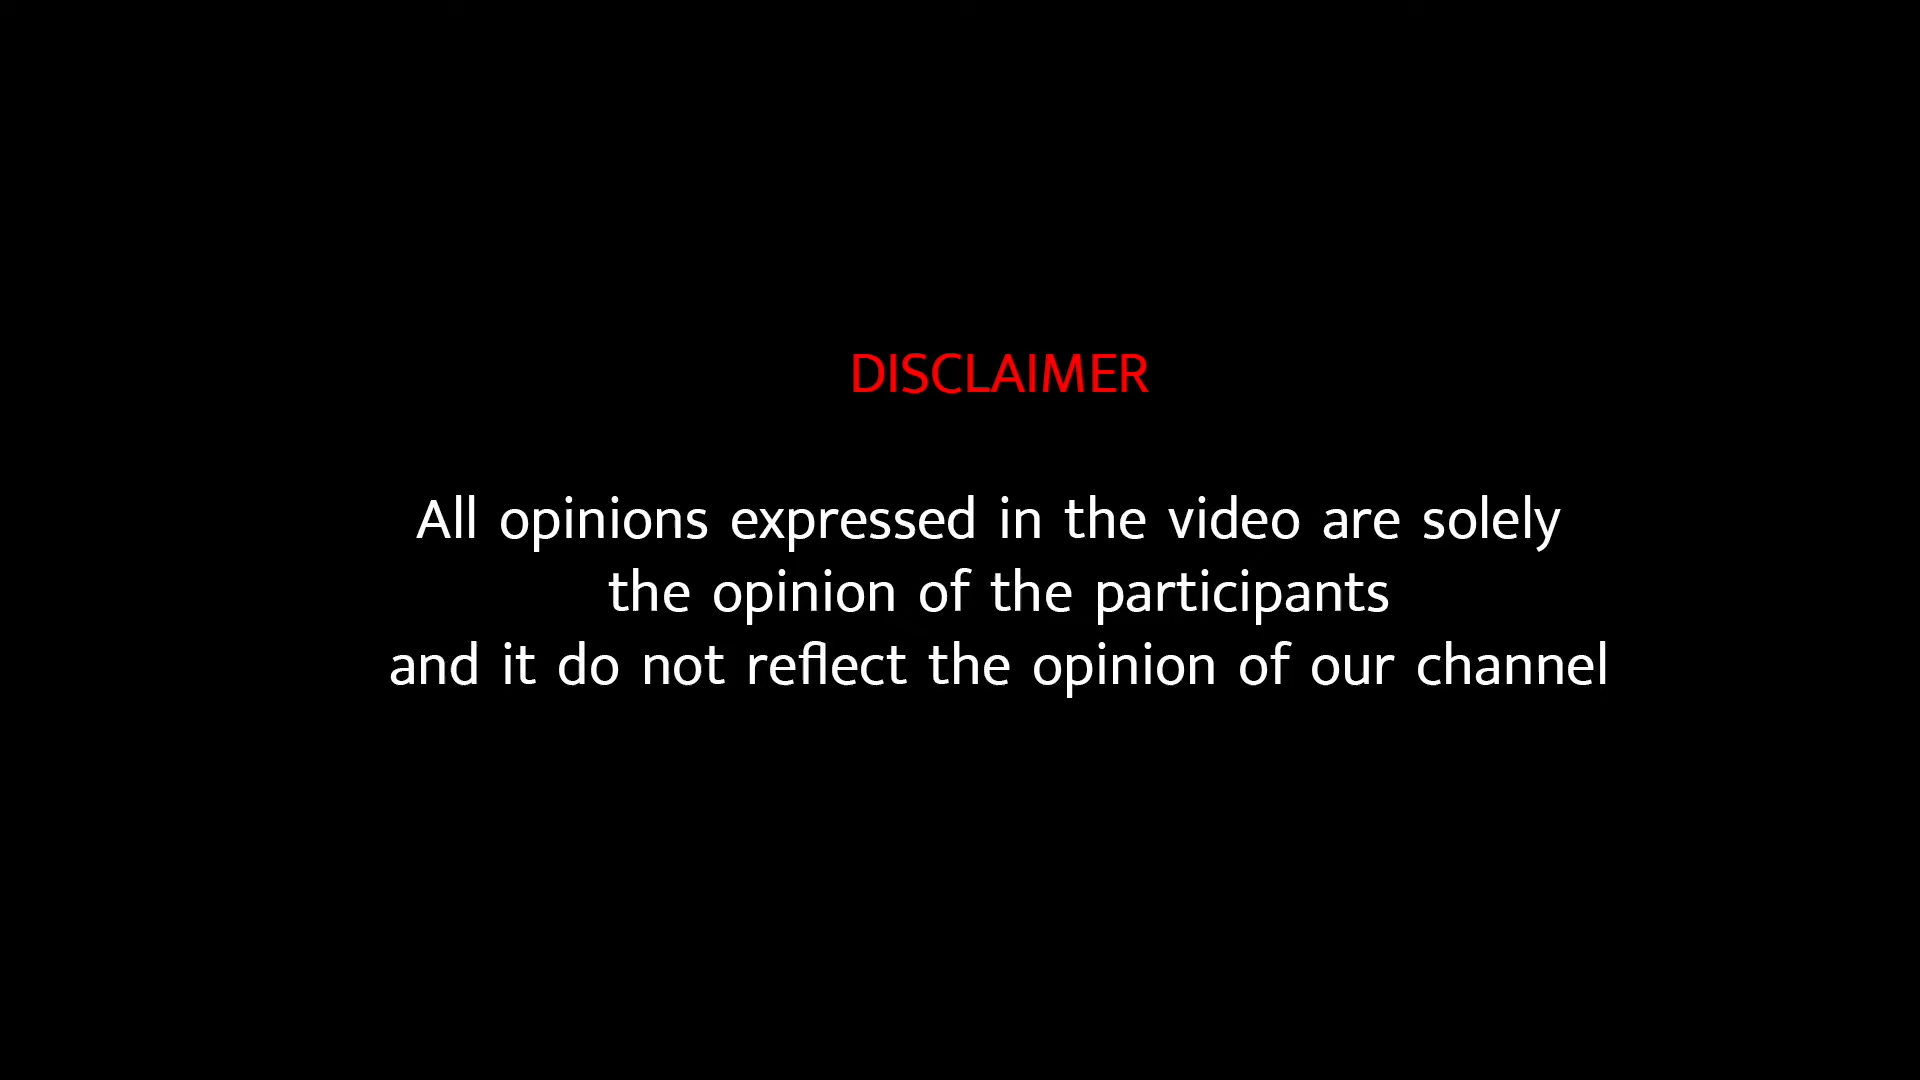 DISCLAIMER
All opinions expressed in the video are solely
the opinion of the participants
and it do not reflect the opinion of our channel